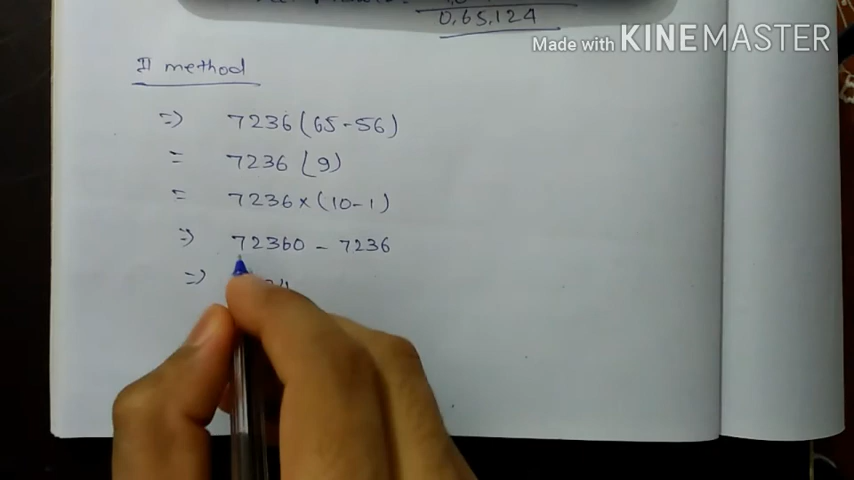 0,65,124
Made with KINEMASTER
II method
=> 7236(65-56)
= 7236 (9)
= 7236×(10-1)
=> 72360 - 7236
=>